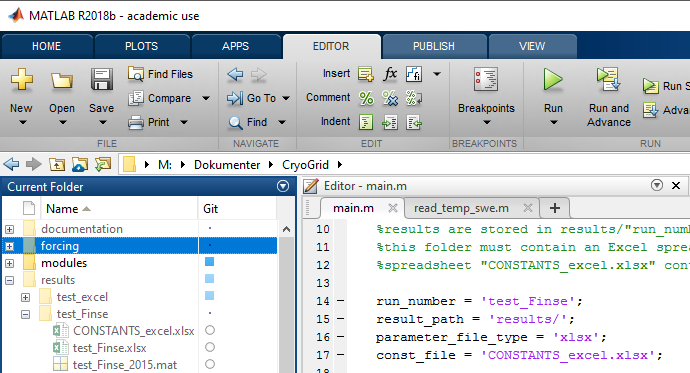 MATLAB R2018b - academic use
HOME PLOTS APPS EDITOR PUBLISH VIEW
New Open Save Find Files Compare Print
Go To Find
Insert fx Comment Indent
Breakpoints Run Run and Advance Run S Adva
FILE NAVIGATE EDIT BREAKPOINTS RUN
M: Dokumenter CryoGrid
Current Folder
Name Git
documentation
forcing
modules
results
test_excel
test_Finse
CONSTANTS_excel.xlsx
test_Finse.xlsx
test_Finse_2015.mat
Editor - main.m
main.m read_temp_swe.m
10 %results are stored in results/"run_num
11 %this folder must contain an Excel spre
12 %spreadsheet "CONSTANTS_excel.xlsx" con
13
14 run_number = 'test_Finse';
15 result_path = 'results/';
16 parameter_file_type = 'xlsx';
17 const_file = 'CONSTANTS_excel.xlsx';